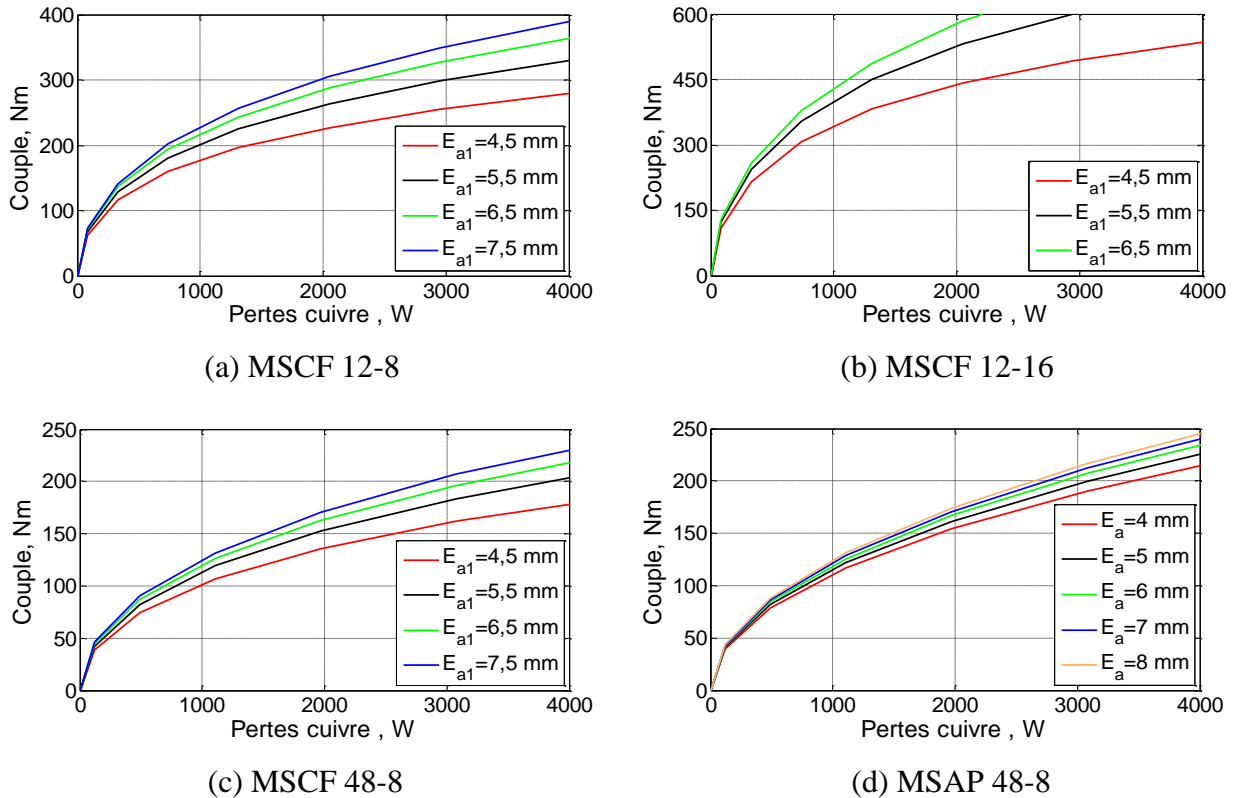 400
300
200
100
0
Couple, Nm
0 1000 2000 3000 4000
Pertes cuivre , W
E_a1=4,5 mm
E_a1=5,5 mm
E_a1=6,5 mm
E_a1=7,5 mm
(a) MSCF 12-8
600
450
300
150
0
Couple, Nm
0 1000 2000 3000 4000
Pertes cuivre , W
E_a1=4,5 mm
E_a1=5,5 mm
E_a1=6,5 mm
(b) MSCF 12-16
250
200
150
100
50
0
Couple, Nm
0 1000 2000 3000 4000
Pertes cuivre , W
E_a1=4,5 mm
E_a1=5,5 mm
E_a1=6,5 mm
E_a1=7,5 mm
(c) MSCF 48-8
250
200
150
100
50
0
Couple, Nm
0 1000 2000 3000 4000
Pertes cuivre , W
E_a=4 mm
E_a=5 mm
E_a=6 mm
E_a=7 mm
E_a=8 mm
(d) MSAP 48-8